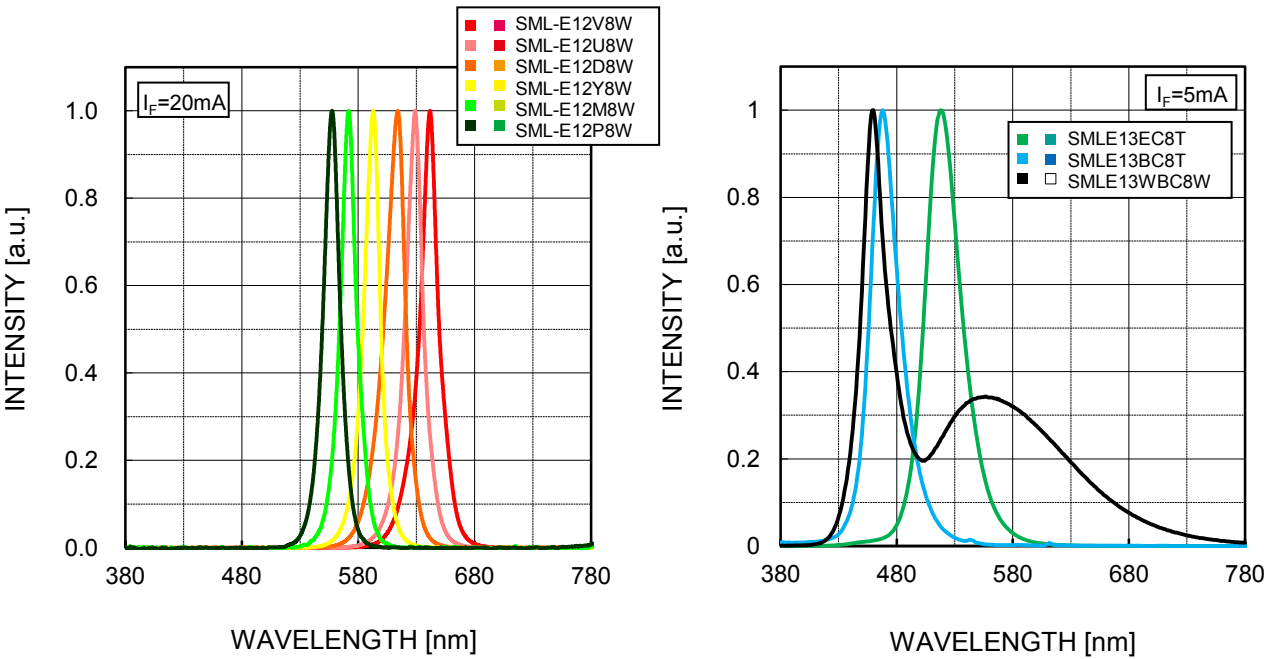 SML-E12V8W
SML-E12U8W
SML-E12D8W
SML-E12Y8W
SML-E12M8W
SML-E12P8W
IF=20mA
1.0
0.8
0.6
0.4
0.2
0.0
INTENSITY [a.u.]
380 480 580 680 780
WAVELENGTH [nm]
IF=5mA
SMLE13EC8T
SMLE13BC8T
SMLE13WBC8W
1
0.8
0.6
0.4
0.2
0
INTENSITY [a.u.]
380 480 580 680 780
WAVELENGTH [nm]